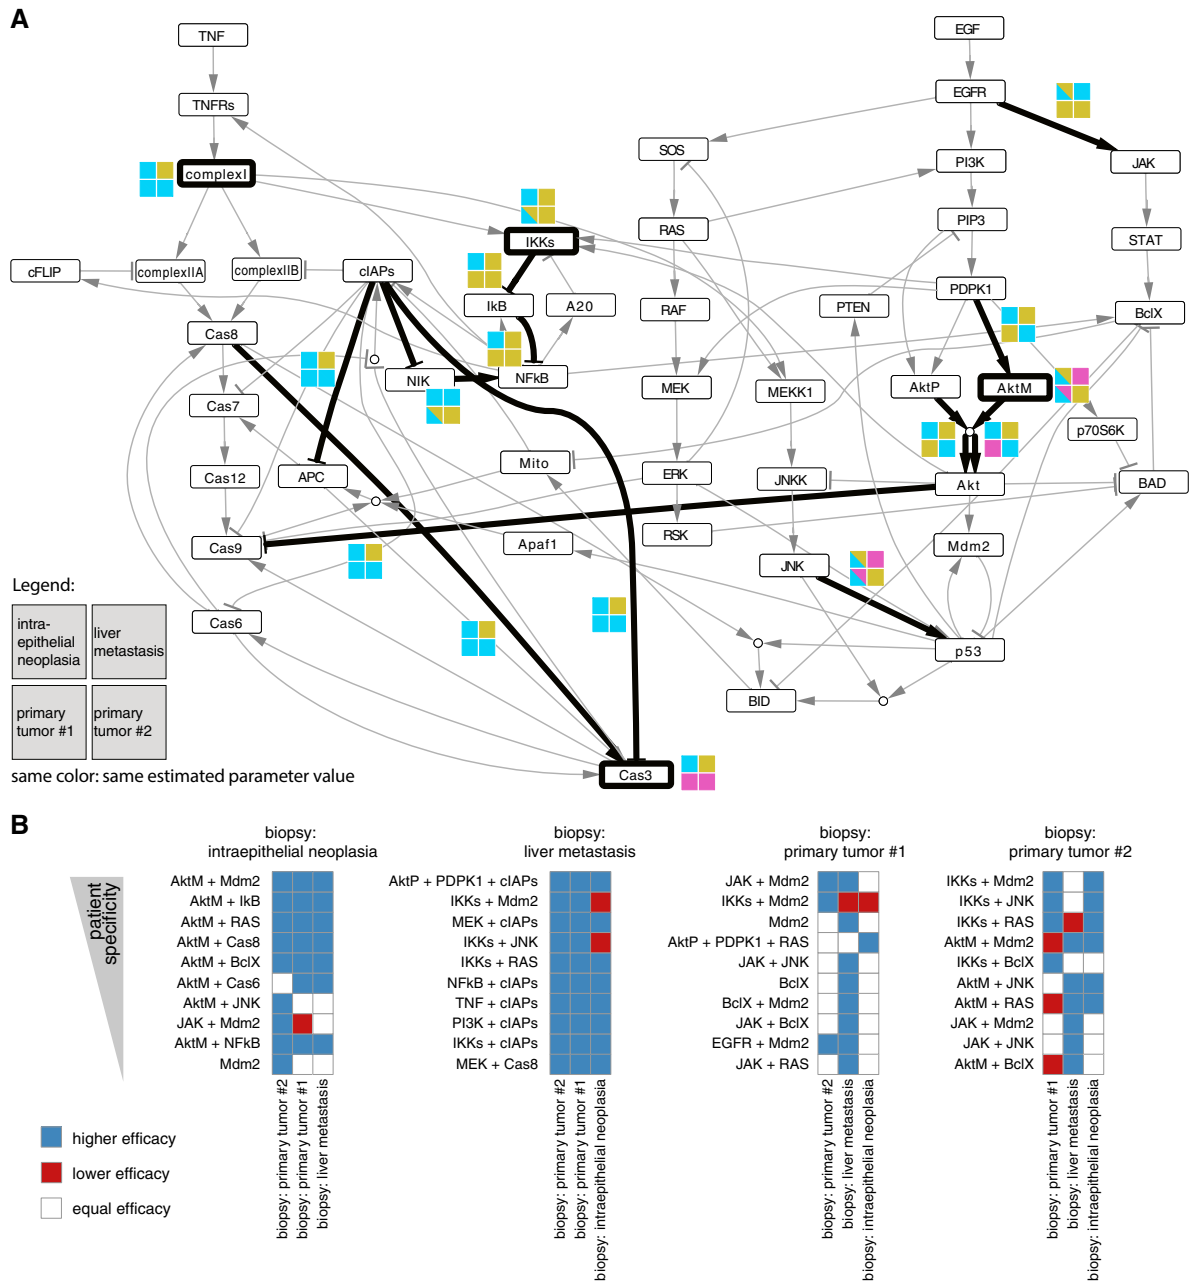 A
TNF
EGF
TNFRs
EGFR
SOS
PI3K
JAK
complexI
PIP3
RAS
STAT
IKKs
cFLIP
complexIIA
complexIIB
cIAPs
PDPK1
IkB
A20
RAF
PTEN
BclX
Cas8
NIK
NFkB
MEK
MEKK1
AktP
AktM
Cas7
p70S6K
Mito
Cas12
APC
ERK
JNKK
Akt
BAD
Cas9
Apaf1
RSK
Mdm2
JNK
Legend:
intra-
epithelial
neoplasia
liver
metastasis
primary
tumor #1
primary
tumor #2
same color: same estimated parameter value
Cas6
p53
BID
Cas3
B
patient
specificity
biopsy:
intraepithelial neoplasia
AktM + Mdm2
AktM + IkB
AktM + RAS
AktM + Cas8
AktM + BclX
AktM + Cas6
AktM + JNK
JAK + Mdm2
AktM + NFkB
Mdm2
biopsy: primary tumor #2
biopsy: primary tumor #1
biopsy: liver metastasis
biopsy:
liver metastasis
AktP + PDPK1 + cIAPs
IKKs + Mdm2
MEK + cIAPs
IKKs + JNK
IKKs + RAS
NFkB + cIAPs
TNF + cIAPs
PI3K + cIAPs
IKKs + cIAPs
MEK + Cas8
biopsy: primary tumor #2
biopsy: primary tumor #1
biopsy: intraepithelial neoplasia
biopsy:
primary tumor #1
JAK + Mdm2
IKKs + Mdm2
Mdm2
AktP + PDPK1 + RAS
JAK + JNK
BclX
BclX + Mdm2
JAK + BclX
EGFR + Mdm2
JAK + RAS
biopsy: primary tumor #2
biopsy: liver metastasis
biopsy: intraepithelial neoplasia
biopsy:
primary tumor #2
IKKs + Mdm2
IKKs + JNK
IKKs + RAS
AktM + Mdm2
IKKs + BclX
AktM + JNK
AktM + RAS
JAK + Mdm2
JAK + JNK
AktM + BclX
biopsy: primary tumor #1
biopsy: liver metastasis
biopsy: intraepithelial neoplasia
higher efficacy
lower efficacy
equal efficacy